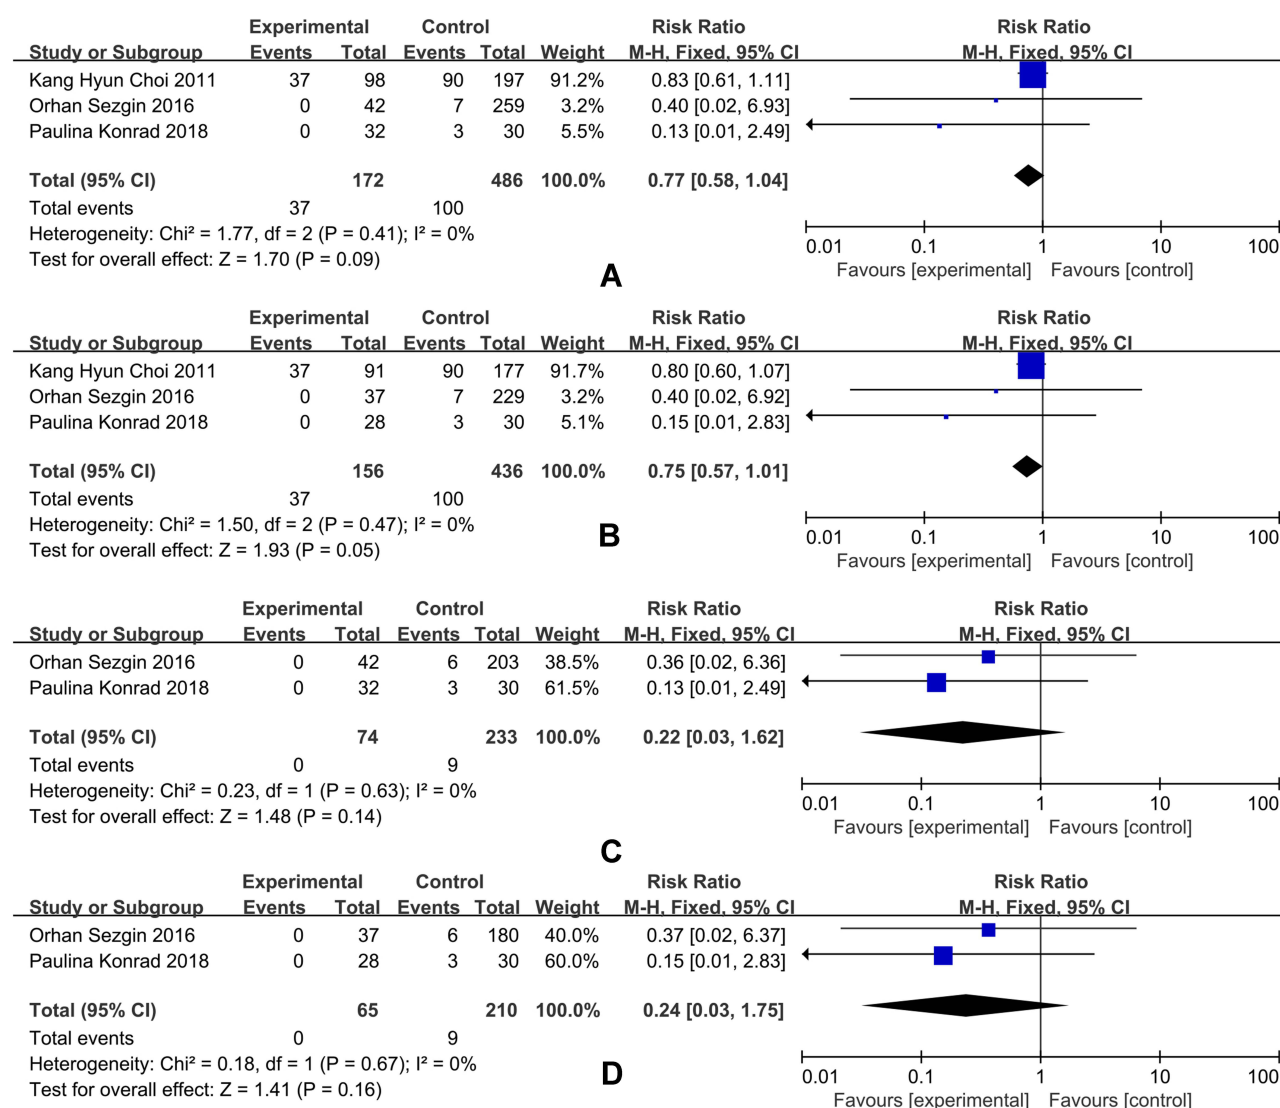 Experimental Control Risk Ratio Risk Ratio
Study or Subgroup Events Total Events Total Weight M-H, Fixed, 95% CI M-H, Fixed, 95% CI
Kang Hyun Choi 2011 37 98 90 197 91.2% 0.83 [0.61, 1.11]
Orhan Sezgin 2016 0 42 7 259 3.2% 0.40 [0.02, 6.93]
Paulina Konrad 2018 0 32 3 30 5.5% 0.13 [0.01, 2.49]
Total (95% CI) 172 486 100.0% 0.77 [0.58, 1.04]
Total events 37 100
Heterogeneity: Chi² = 1.77, df = 2 (P = 0.41); I² = 0%
Test for overall effect: Z = 1.70 (P = 0.09)
0.01 0.1 1 10 100
Favours [experimental] Favours [control]
A
Experimental Control Risk Ratio Risk Ratio
Study or Subgroup Events Total Events Total Weight M-H, Fixed, 95% CI M-H, Fixed, 95% CI
Kang Hyun Choi 2011 37 91 90 177 91.7% 0.80 [0.60, 1.07]
Orhan Sezgin 2016 0 37 7 229 3.2% 0.40 [0.02, 6.92]
Paulina Konrad 2018 0 28 3 30 5.1% 0.15 [0.01, 2.83]
Total (95% CI) 156 436 100.0% 0.75 [0.57, 1.01]
Total events 37 100
Heterogeneity: Chi² = 1.50, df = 2 (P = 0.47); I² = 0%
Test for overall effect: Z = 1.93 (P = 0.05)
0.01 0.1 1 10 100
Favours [experimental] Favours [control]
B
Experimental Control Risk Ratio Risk Ratio
Study or Subgroup Events Total Events Total Weight M-H, Fixed, 95% CI M-H, Fixed, 95% CI
Orhan Sezgin 2016 0 42 6 203 38.5% 0.36 [0.02, 6.36]
Paulina Konrad 2018 0 32 3 30 61.5% 0.13 [0.01, 2.49]
Total (95% CI) 74 233 100.0% 0.22 [0.03, 1.62]
Total events 0 9
Heterogeneity: Chi² = 0.23, df = 1 (P = 0.63); I² = 0%
Test for overall effect: Z = 1.48 (P = 0.14)
0.01 0.1 1 10 100
Favours [experimental] Favours [control]
C
Experimental Control Risk Ratio Risk Ratio
Study or Subgroup Events Total Events Total Weight M-H, Fixed, 95% CI M-H, Fixed, 95% CI
Orhan Sezgin 2016 0 37 6 180 40.0% 0.37 [0.02, 6.37]
Paulina Konrad 2018 0 28 3 30 60.0% 0.15 [0.01, 2.83]
Total (95% CI) 65 210 100.0% 0.24 [0.03, 1.75]
Total events 0 9
Heterogeneity: Chi² = 0.18, df = 1 (P = 0.67); I² = 0%
Test for overall effect: Z = 1.41 (P = 0.16)
D
0.01 0.1 1 10 100
Favours [experimental] Favours [control]